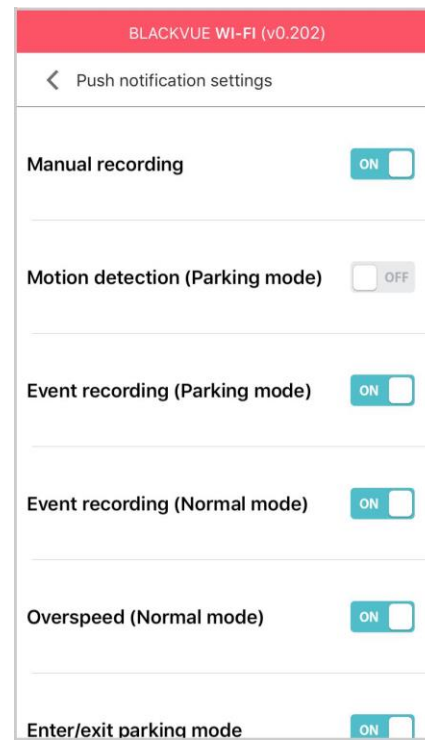 BLACKVUE WI-FI (v0.202)
Push notification settings
Manual recording ON
Motion detection (Parking mode) OFF
Event recording (Parking mode) ON
Event recording (Normal mode) ON
Overspeed (Normal mode) ON
Enter/exit parking mode ON